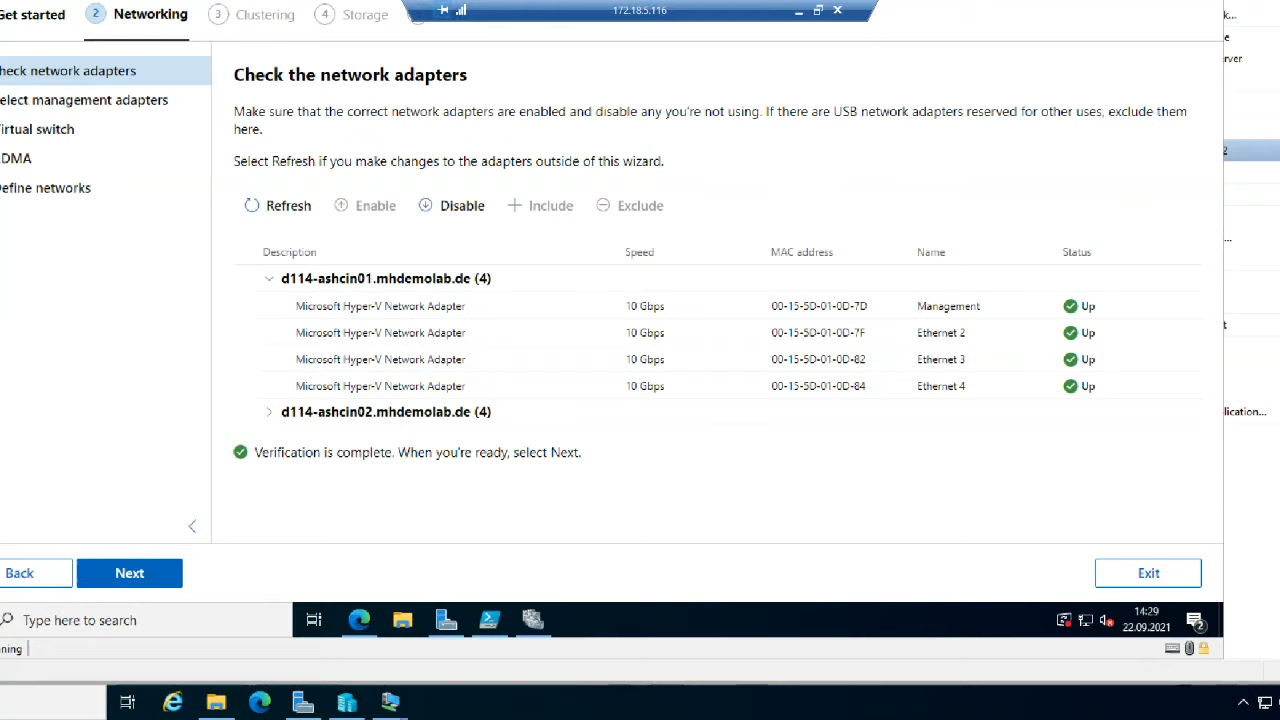 Get started
2 Networking
3 Clustering
4 Storage
172.18.5.116
heck network adapters
elect management adapters
irtual switch
DMA
efine networks
Check the network adapters
Make sure that the correct network adapters are enabled and disable any you're not using. If there are USB network adapters reserved for other uses, exclude them
here.
Select Refresh if you make changes to the adapters outside of this wizard.
Refresh Enable Disable Include Exclude
Description Speed MAC address Name Status
d114-ashcin01.mhdemolab.de (4)
Microsoft Hyper-V Network Adapter 10 Gbps 00-15-5D-01-0D-7D Management Up
Microsoft Hyper-V Network Adapter 10 Gbps 00-15-5D-01-0D-7F Ethernet 2 Up
Microsoft Hyper-V Network Adapter 10 Gbps 00-15-5D-01-0D-82 Ethernet 3 Up
Microsoft Hyper-V Network Adapter 10 Gbps 00-15-5D-01-0D-84 Ethernet 4 Up
d114-ashcin02.mhdemolab.de (4)
Verification is complete. When you're ready, select Next.
Back Next Exit
Type here to search
14:29
22.09.2021
2
ning
k...
e
rver
2
...
t
lication...